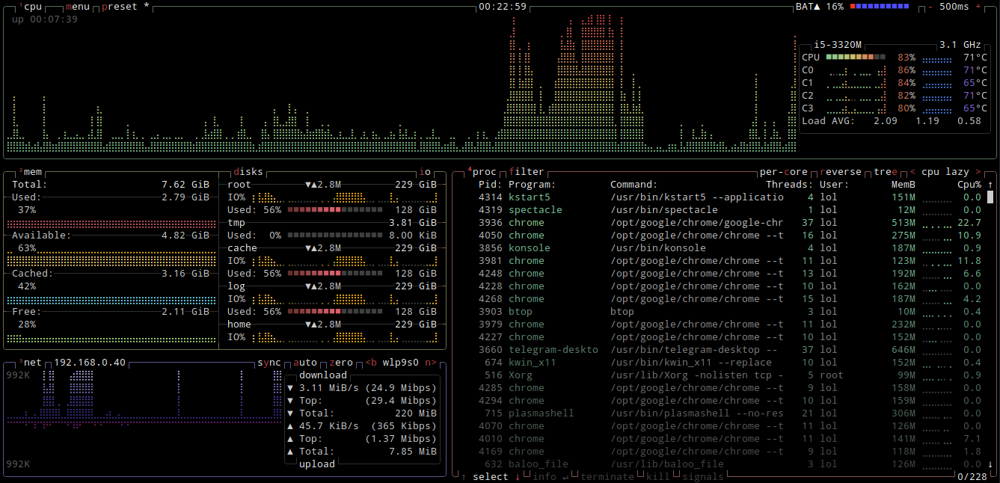 ¹cpu menu preset * 00:22:59 BAT▲ 16% - 500ms +
up 00:07:39
i5-3320M 3.1 GHz
CPU 83% 71°C
C0 86% 71°C
C1 84% 65°C
C2 82% 71°C
C3 80% 65°C
Load AVG: 2.09 1.19 0.58
²mem
Total: 7.62 GiB
Used: 2.79 GiB
37%
Available: 4.82 GiB
63%
Cached: 3.16 GiB
42%
Free: 2.11 GiB
28%
disks io
root ▼▲2.8M 229 GiB
IO%
Used: 56% 128 GiB
tmp 3.81 GiB
Used: 0% 8.00 KiB
cache ▼▲2.8M 229 GiB
IO%
Used: 56% 128 GiB
log ▼▲2.8M 229 GiB
IO%
Used: 56% 128 GiB
home ▼▲2.8M 229 GiB
IO%
³net 192.168.0.40 sync auto zero <b wlp9s0 n>
992K
992K
download
▼ 3.11 MiB/s (24.9 Mibps)
▼ Top: (29.4 Mibps)
▼ Total: 220 MiB
▲ 45.7 KiB/s (365 Kibps)
▲ Top: (1.37 Mibps)
▲ Total: 7.85 MiB
upload
⁴proc filter per-core reverse tree < cpu lazy >
Pid: Program: Command: Threads: User: MemB Cpu% ↑
4314 kstart5 /usr/bin/kstart5 --applicatio 4 lol 151M 0.0
4319 spectacle /usr/bin/spectacle 1 lol 12M 0.0
3936 chrome /opt/google/chrome/google-chr 37 lol 513M 22.7
4050 chrome /opt/google/chrome/chrome --t 16 lol 275M 10.9
3856 konsole /usr/bin/konsole 4 lol 187M 0.9
3981 chrome /opt/google/chrome/chrome --t 11 lol 123M 11.8
4248 chrome /opt/google/chrome/chrome --t 13 lol 192M 6.6
4228 chrome /opt/google/chrome/chrome --t 10 lol 162M 0.0
4268 chrome /opt/google/chrome/chrome --t 15 lol 187M 4.2
3903 btop btop 3 lol 10M 0.4
3979 chrome /opt/google/chrome/chrome --t 11 lol 232M 0.0
4227 chrome /opt/google/chrome/chrome --t 10 lol 152M 0.0
3660 telegram-deskto /usr/bin/telegram-desktop -- 37 lol 646M 0.0
674 kwin_x11 /usr/bin/kwin_x11 --replace 10 lol 152M 0.4
516 Xorg /usr/lib/Xorg -nolisten tcp - 5 root 99M 0.9
4285 chrome /opt/google/chrome/chrome --t 9 lol 158M 0.0
4294 chrome /opt/google/chrome/chrome --t 10 lol 159M 0.0
715 plasmashell /usr/bin/plasmashell --no-res 21 lol 306M 0.0
4070 chrome /opt/google/chrome/chrome --t 11 lol 126M 0.0
4010 chrome /opt/google/chrome/chrome --t 11 lol 141M 7.1
4169 chrome /opt/google/chrome/chrome --t 9 lol 118M 1.8
632 baloo_file /usr/lib/baloo_file 3 lol 126M 0.0 ↓
↑ select ↓ info ↵ terminate kill signals 0/228